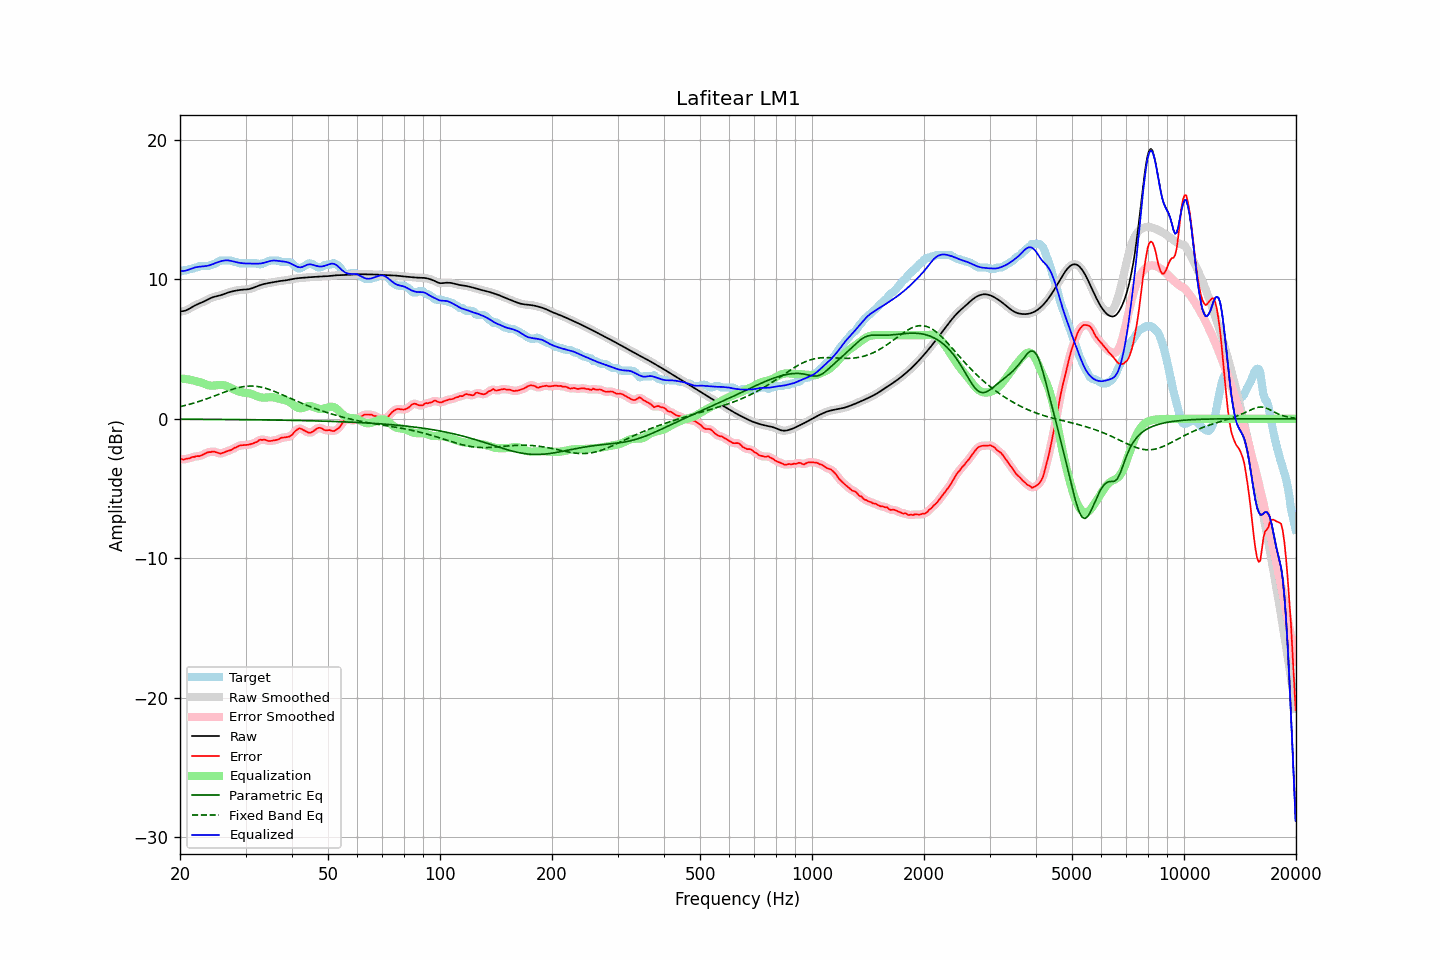 Lafitear LM1
Amplitude (dBr)
20
10
0
−10
−20
−30
Target
Raw Smoothed
Error Smoothed
Raw
Error
Equalization
Parametric Eq
Fixed Band Eq
Equalized
20 50 100 200 500 1000 2000 5000 10000 20000
Frequency (Hz)